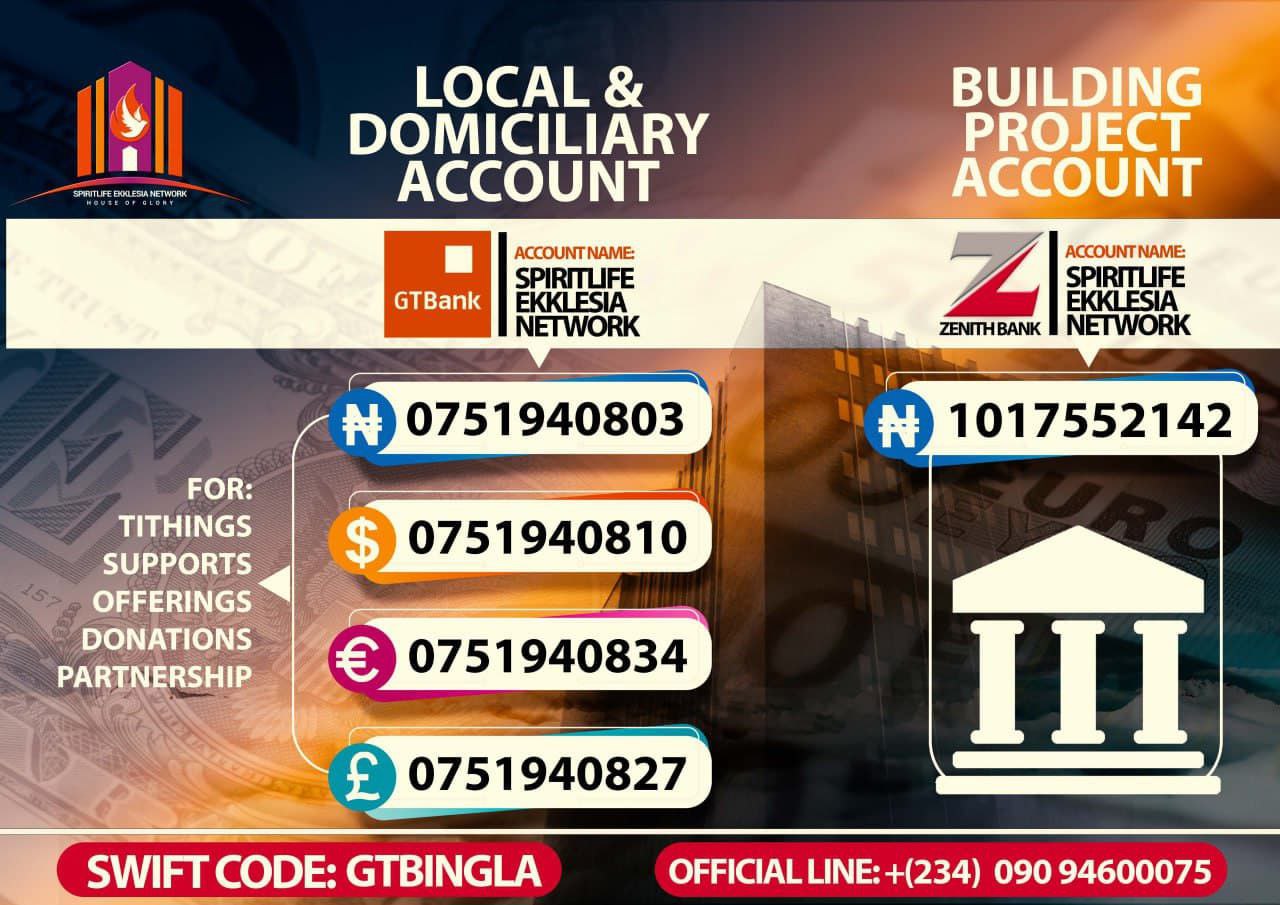 SPIRITLIFE EKKLESIA NETWORK
HOUSE OF GLORY
LOCAL &
DOMICILIARY
ACCOUNT
GTBank
ACCOUNT NAME:
SPIRITLIFE
EKKLESIA
NETWORK
FOR:
TITHINGS
SUPPORTS
OFFERINGS
DONATIONS
PARTNERSHIP
₦ 0751940803
$ 0751940810
€ 0751940834
£ 0751940827
BUILDING
PROJECT
ACCOUNT
Z
ZENITH BANK
ACCOUNT NAME:
SPIRITLIFE
EKKLESIA
NETWORK
₦ 1017552142
EURO
SWIFT CODE: GTBINGLA
OFFICIAL LINE: +(234) 090 94600075